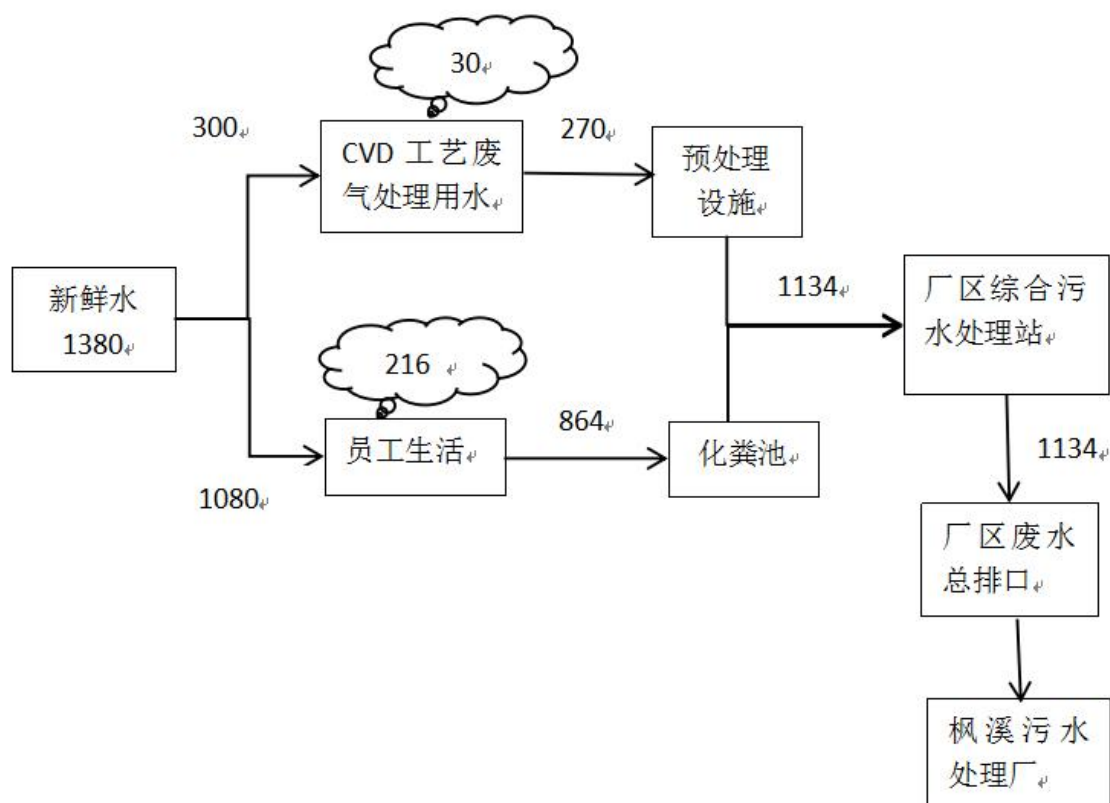 30
300
CVD 工艺废
气处理用水
270
预处理
设施
新鲜水
1380
1134
厂区综合污
水处理站
216
员工生活
864
化粪池
1080
1134
厂区废水
总排口
枫溪污水
处理厂